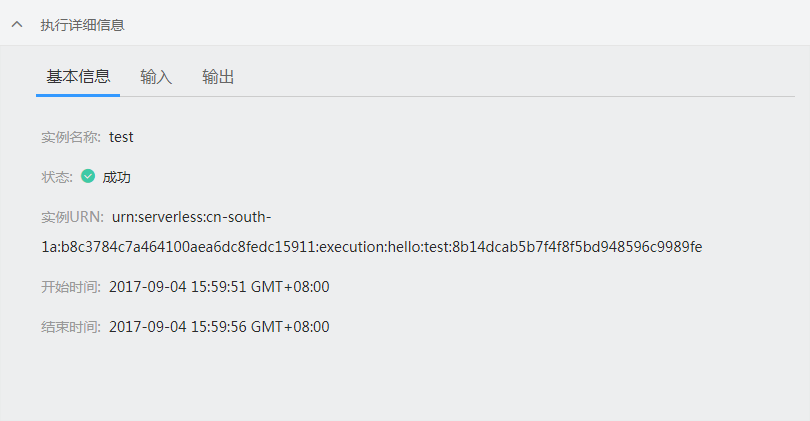 执行详细信息
基本信息 输入 输出
实例名称: test
状态: 成功
实例URN: urn:serverless:cn-south-
1a:b8c3784c7a464100aea6dc8fedc15911:execution:hello:test:8b14dcab5b7f4f8f5bd948596c9989fe
开始时间: 2017-09-04 15:59:51 GMT+08:00
结束时间: 2017-09-04 15:59:56 GMT+08:00